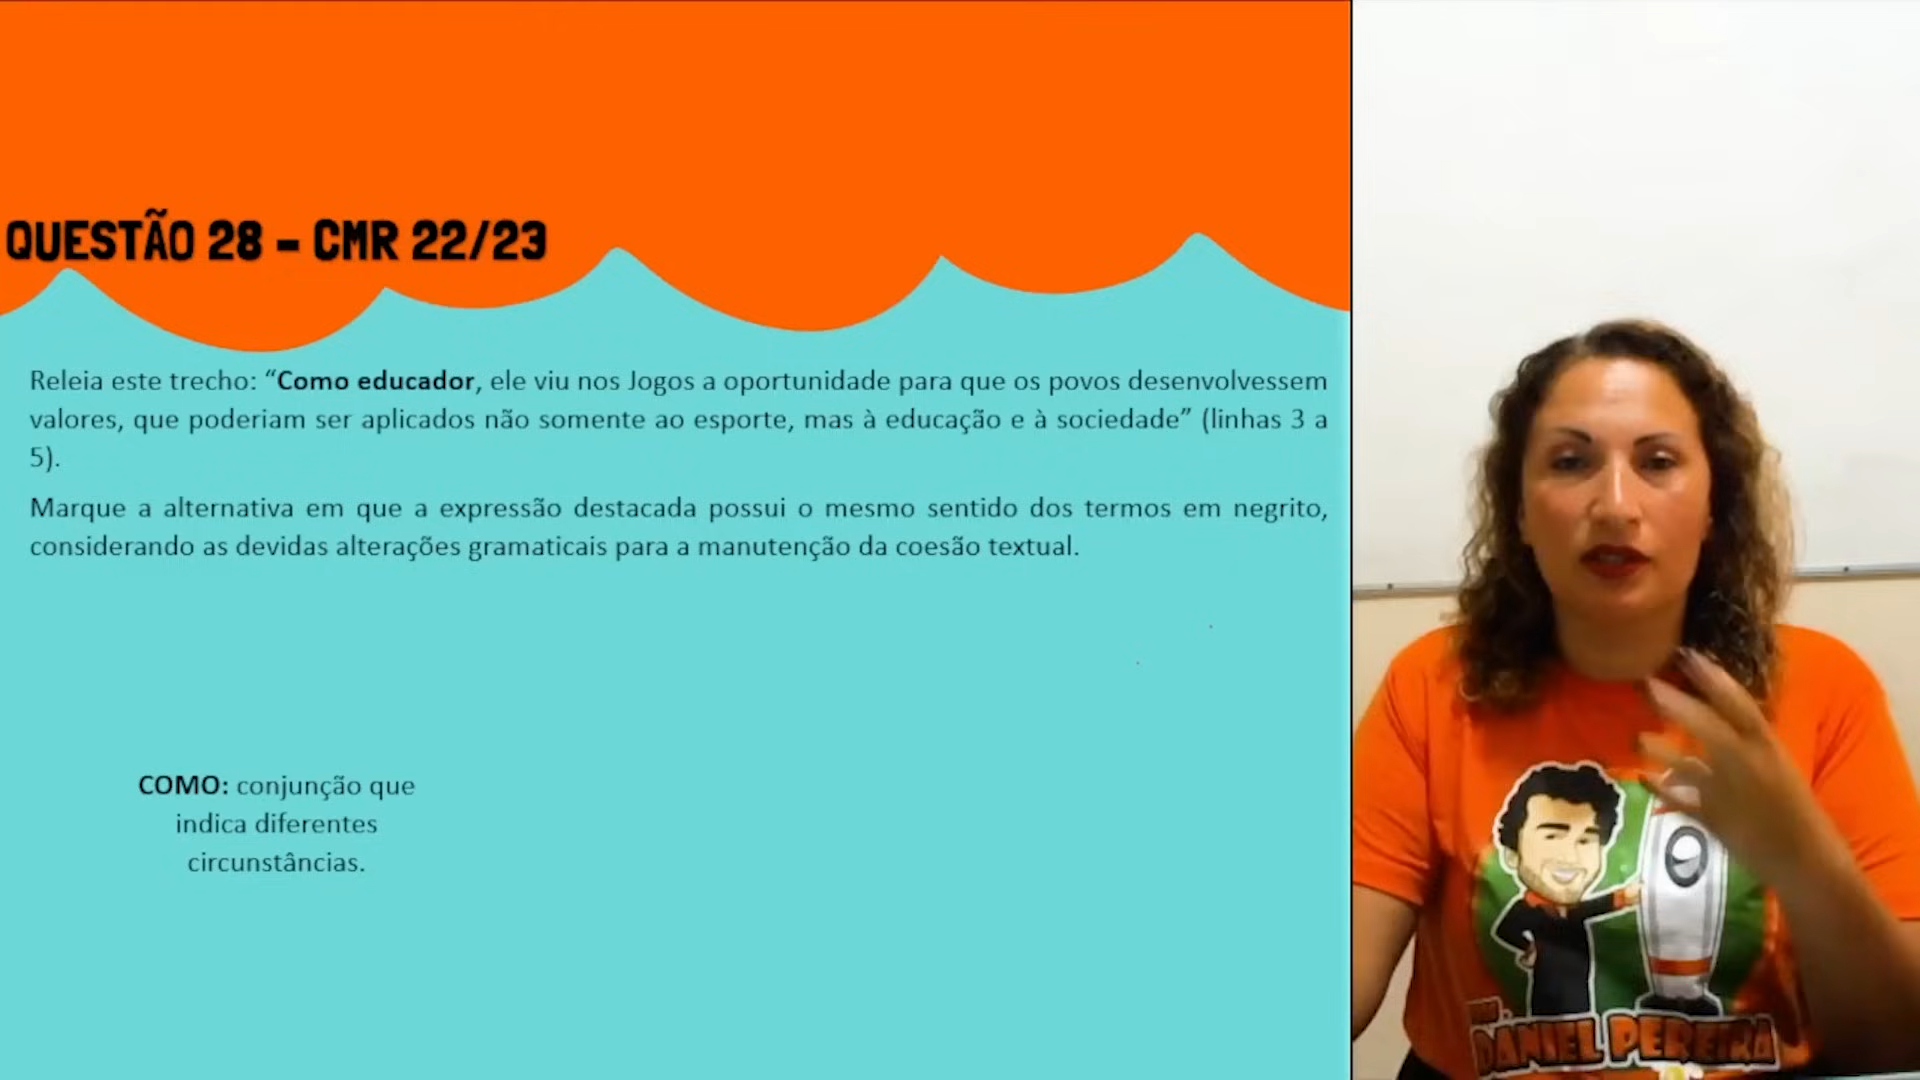 QUESTÃO 28 – CMR 22/23
Releia este trecho: “Como educador, ele viu nos Jogos a oportunidade para que os povos desenvolvessem
valores, que poderiam ser aplicados não somente ao esporte, mas à educação e à sociedade” (linhas 3 a
5).
Marque a alternativa em que a expressão destacada possui o mesmo sentido dos termos em negrito,
considerando as devidas alterações gramaticais para a manutenção da coesão textual.
COMO: conjunção que
indica diferentes
circunstâncias.
DANIEL PEREIRA